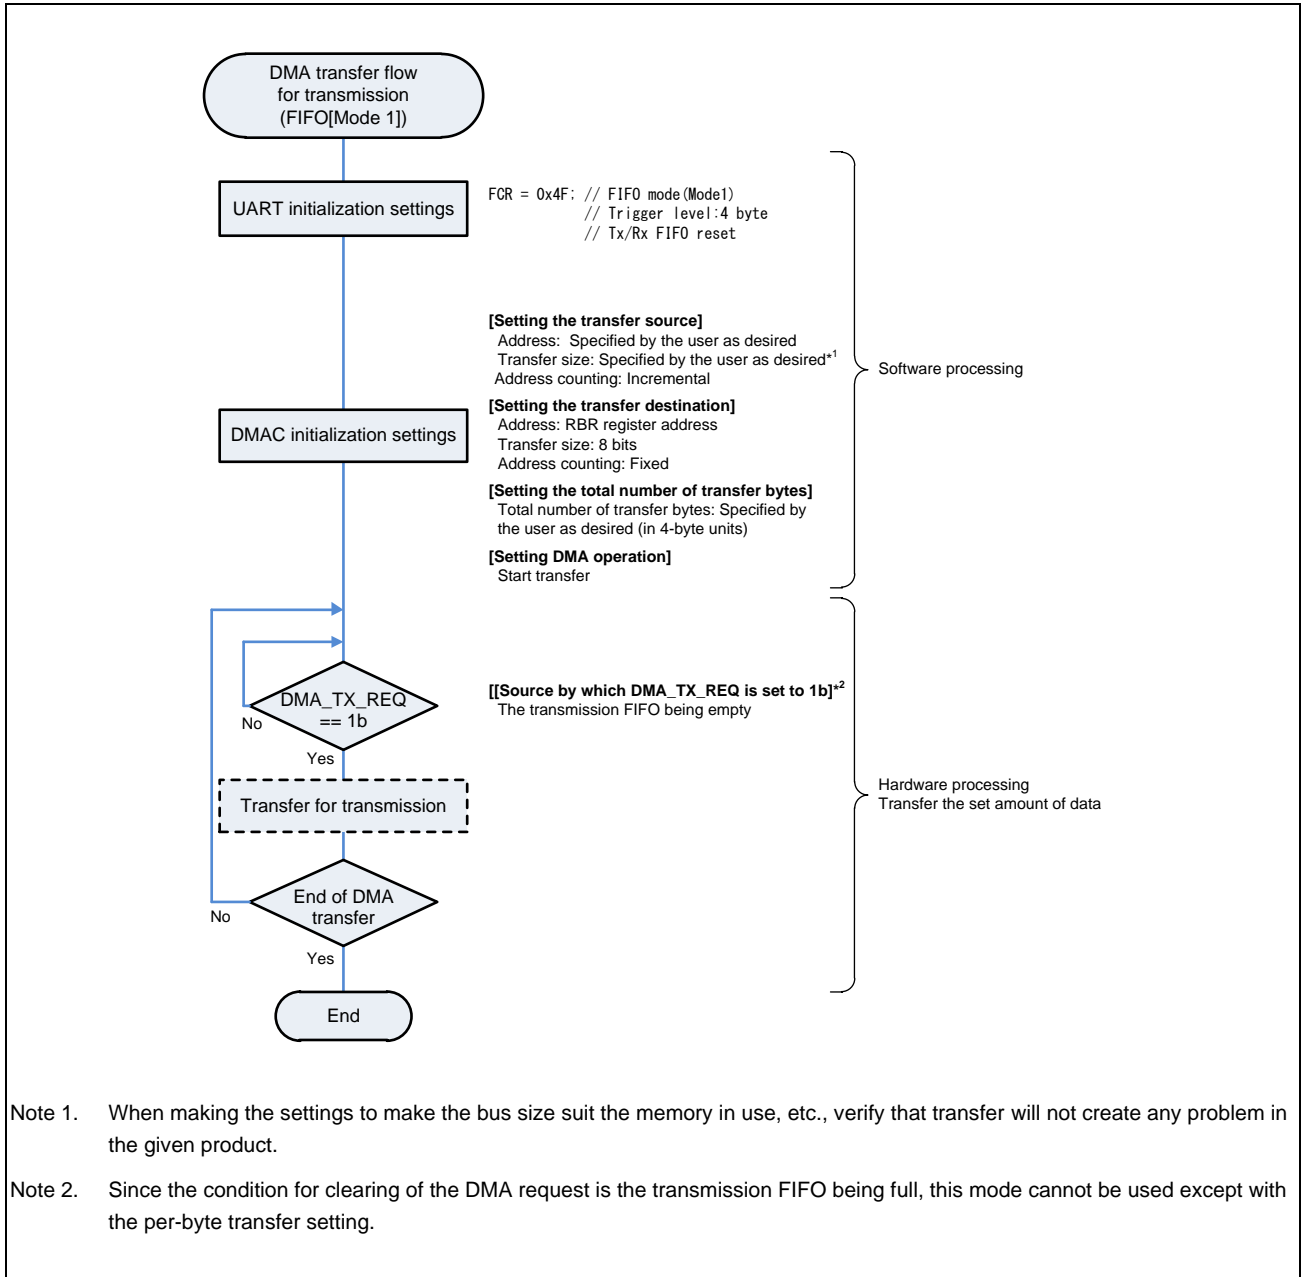 DMA transfer flow
for transmission
(FIFO[Mode 1])
UART initialization settings
FCR = 0x4F; // FIFO mode(Mode1)
// Trigger level:4 byte
// Tx/Rx FIFO reset
[Setting the transfer source]
Address: Specified by the user as desired
Transfer size: Specified by the user as desired*1
Address counting: Incremental
Software processing
[Setting the transfer destination]
Address: RBR register address
Transfer size: 8 bits
Address counting: Fixed
DMAC initialization settings
[Setting the total number of transfer bytes]
Total number of transfer bytes: Specified by
the user as desired (in 4-byte units)
[Setting DMA operation]
Start transfer
DMA_TX_REQ
== 1b
No
Yes
[[Source by which DMA_TX_REQ is set to 1b]*2
The transmission FIFO being empty
Transfer for transmission
Hardware processing
Transfer the set amount of data
End of DMA
transfer
No
Yes
End
Note 1. When making the settings to make the bus size suit the memory in use, etc., verify that transfer will not create any problem in
the given product.
Note 2. Since the condition for clearing of the DMA request is the transmission FIFO being full, this mode cannot be used except with
the per-byte transfer setting.